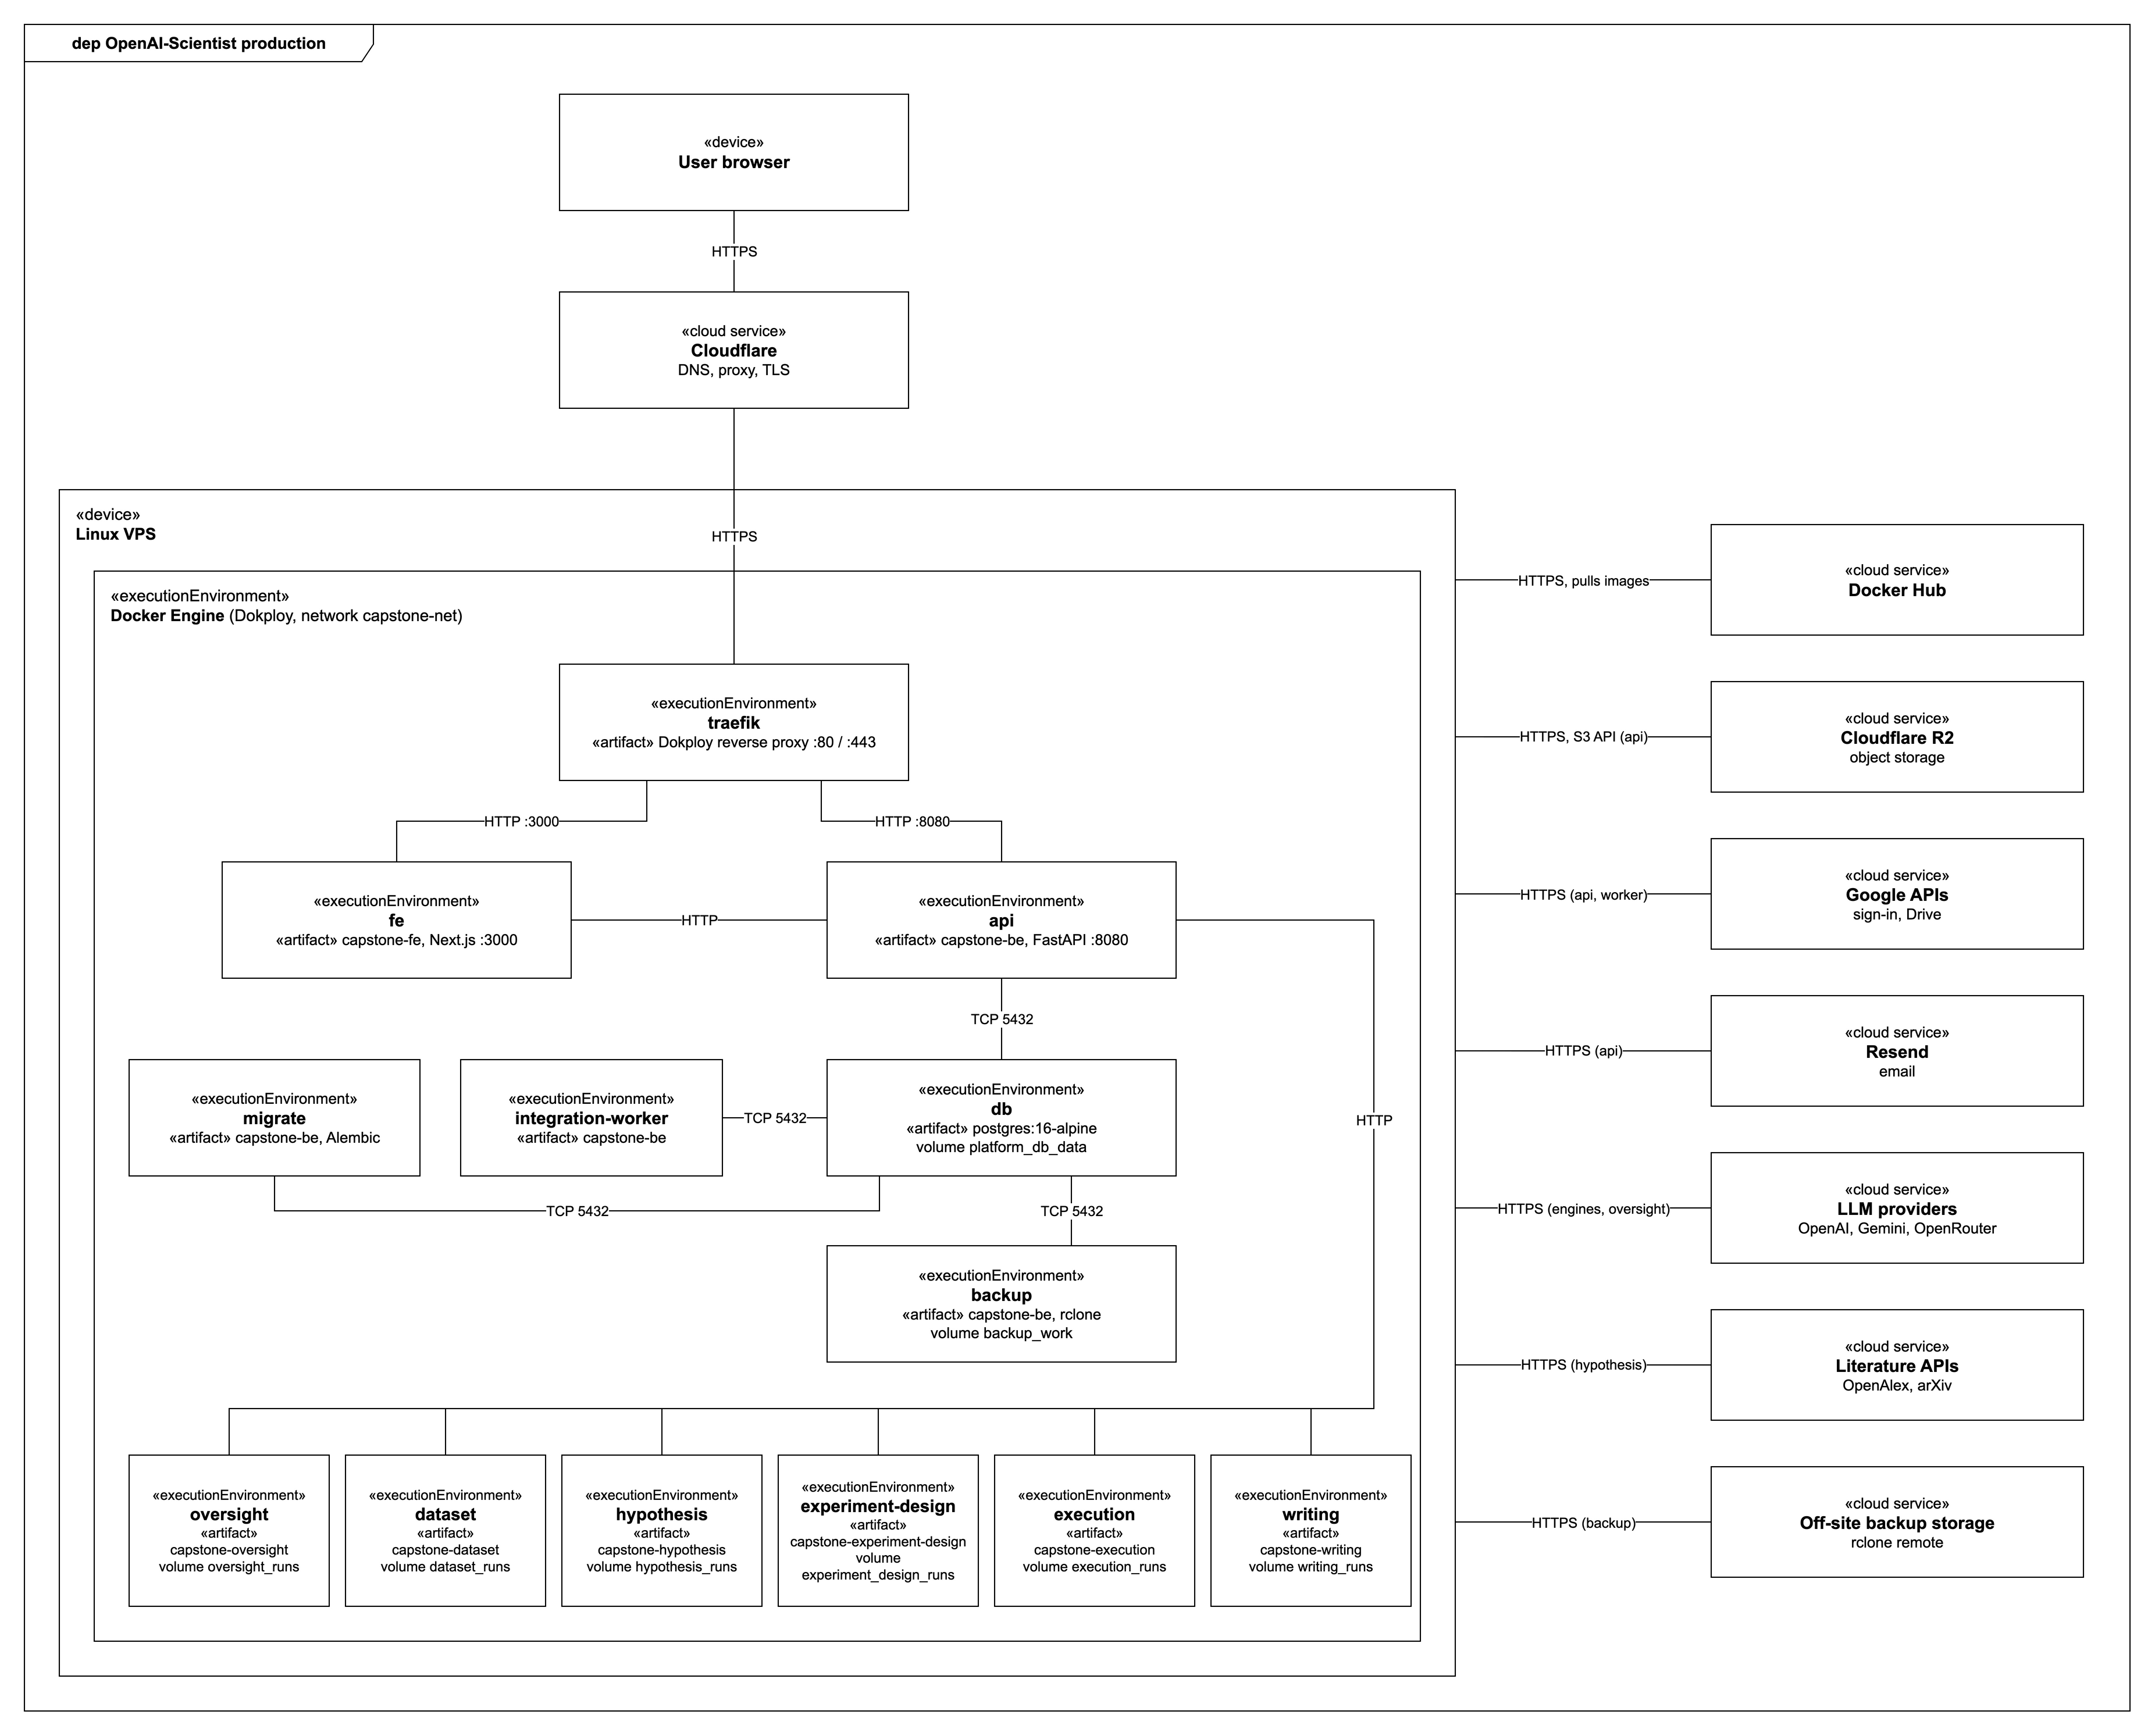 dep OpenAI-Scientist production
«device»
User browser
HTTPS
«cloud service»
Cloudflare
DNS, proxy, TLS
«device»
Linux VPS
HTTPS
«executionEnvironment»
Docker Engine (Dokploy, network capstone-net)
«executionEnvironment»
traefik
«artifact» Dokploy reverse proxy :80 / :443
HTTP :3000
HTTP :8080
«executionEnvironment»
fe
«artifact» capstone-fe, Next.js :3000
HTTP
«executionEnvironment»
api
«artifact» capstone-be, FastAPI :8080
TCP 5432
«executionEnvironment»
migrate
«artifact» capstone-be, Alembic
«executionEnvironment»
integration-worker
«artifact» capstone-be
TCP 5432
«executionEnvironment»
db
«artifact» postgres:16-alpine
volume platform_db_data
HTTP
TCP 5432
TCP 5432
«executionEnvironment»
backup
«artifact» capstone-be, rclone
volume backup_work
«executionEnvironment»
oversight
«artifact»
capstone-oversight
volume oversight_runs
«executionEnvironment»
dataset
«artifact»
capstone-dataset
volume dataset_runs
«executionEnvironment»
hypothesis
«artifact»
capstone-hypothesis
volume hypothesis_runs
«executionEnvironment»
experiment-design
«artifact»
capstone-experiment-design
volume
experiment_design_runs
«executionEnvironment»
execution
«artifact»
capstone-execution
volume execution_runs
«executionEnvironment»
writing
«artifact»
capstone-writing
volume writing_runs
HTTPS, pulls images
«cloud service»
Docker Hub
HTTPS, S3 API (api)
«cloud service»
Cloudflare R2
object storage
HTTPS (api, worker)
«cloud service»
Google APIs
sign-in, Drive
HTTPS (api)
«cloud service»
Resend
email
HTTPS (engines, oversight)
«cloud service»
LLM providers
OpenAI, Gemini, OpenRouter
HTTPS (hypothesis)
«cloud service»
Literature APIs
OpenAlex, arXiv
HTTPS (backup)
«cloud service»
Off-site backup storage
rclone remote